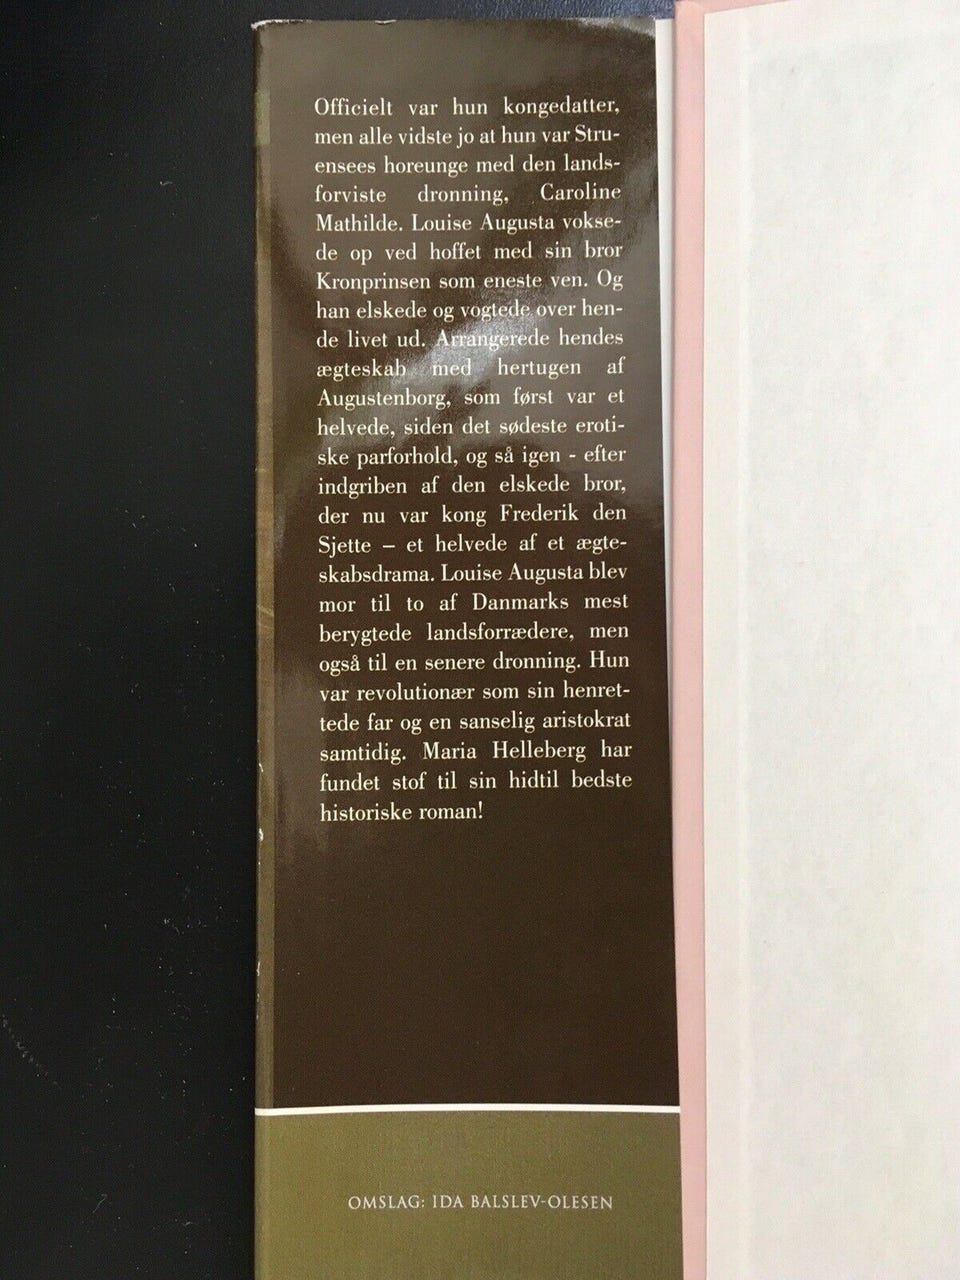 Officielt var hun kongedatter,
men alle vidste jo at hun var Stru-
ensees horeunge med den lands-
forviste dronning, Caroline
Mathilde. Louise Augusta vokse-
de op ved hoffet med sin bror
Kronprinsen som eneste ven. Og
han elskede og vogtede over hen-
de livet ud. Arrangerede hendes
ægteskab med hertugen af
Augustenborg, som først var et
helvede, siden det sødeste eroti-
ske parforhold, og så igen - efter
indgriben af den elskede bror,
der nu var kong Frederik den
Sjette – et helvede af et ægte-
skabsdrama. Louise Augusta blev
mor til to af Danmarks mest
berygtede landsforrædere, men
også til en senere dronning. Hun
var revolutionær som sin henret-
tede far og en sanselig aristokrat
samtidig. Maria Helleberg har
fundet stof til sin hidtil bedste
historiske roman!
OMSLAG: IDA BALSLEV-OLESEN